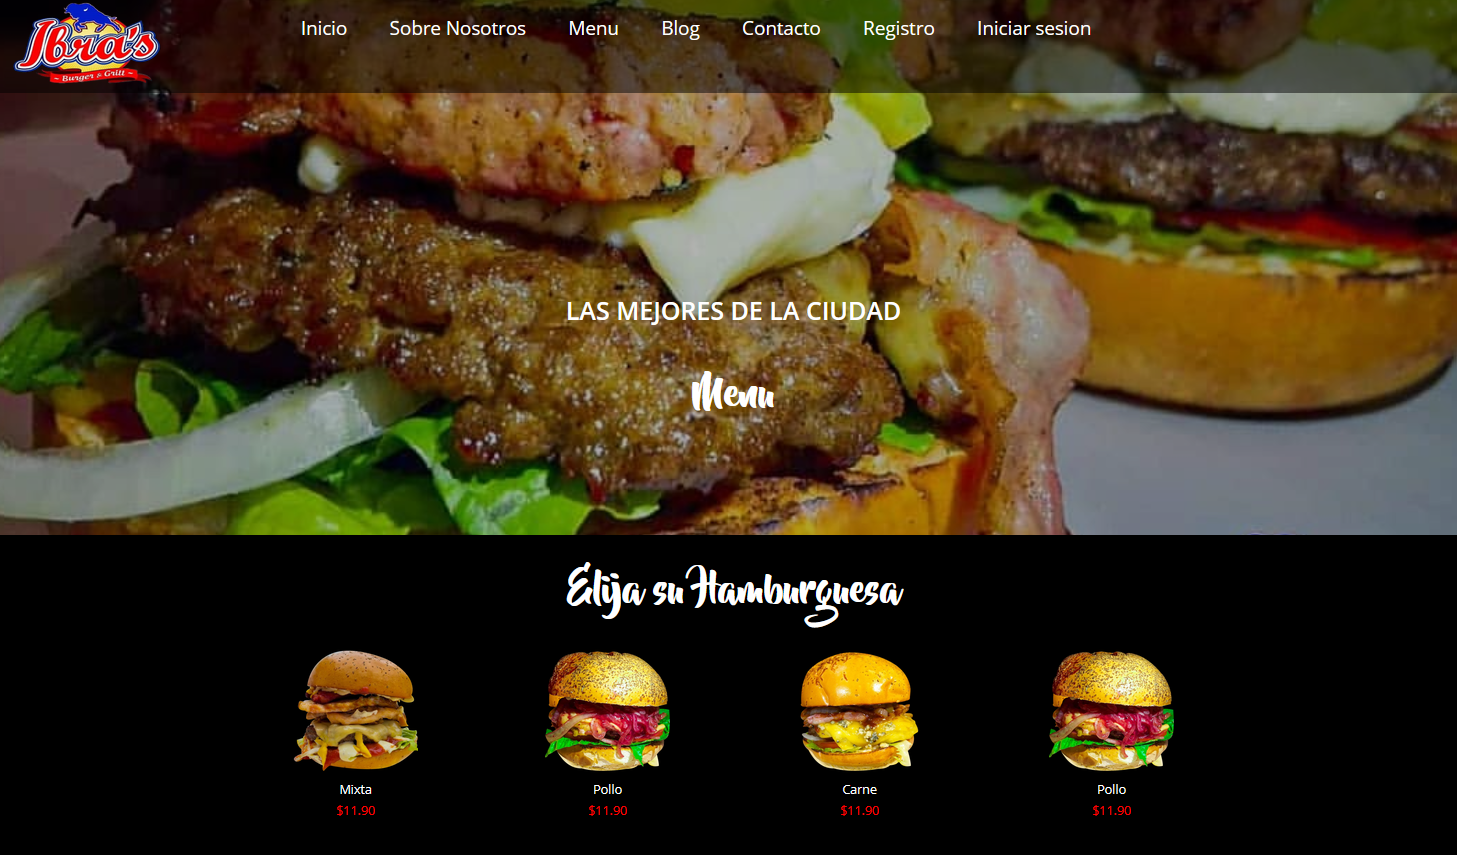 Ibra's
Burger & Grill
Inicio Sobre Nosotros Menu Blog Contacto Registro Iniciar sesion
LAS MEJORES DE LA CIUDAD
Menu
Elija su Hamburguesa
Mixta Pollo Carne Pollo
$11.90 $11.90 $11.90 $11.90